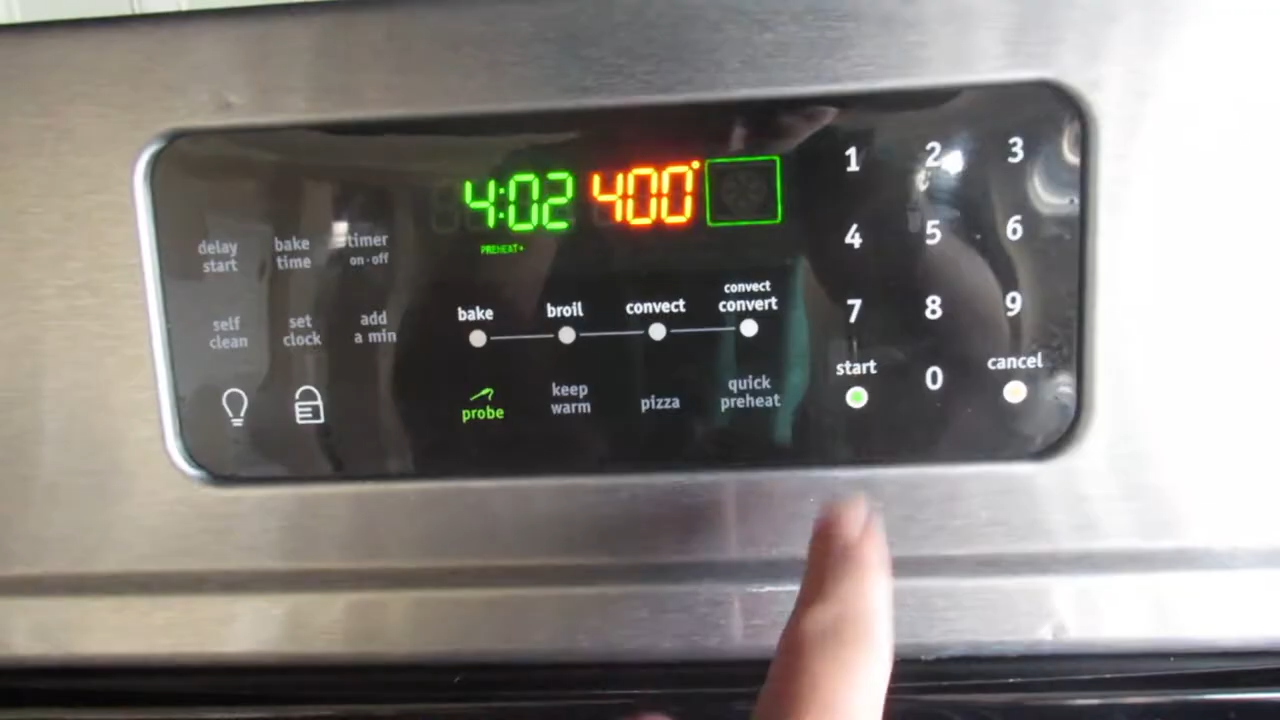 4:02 400°
PREHEAT+
delay start
bake time
timer on·off
self clean
set clock
add a min
bake
broil
convect
convect convert
probe
keep warm
pizza
quick preheat
1 2 3
4 5 6
7 8 9
start
0
cancel